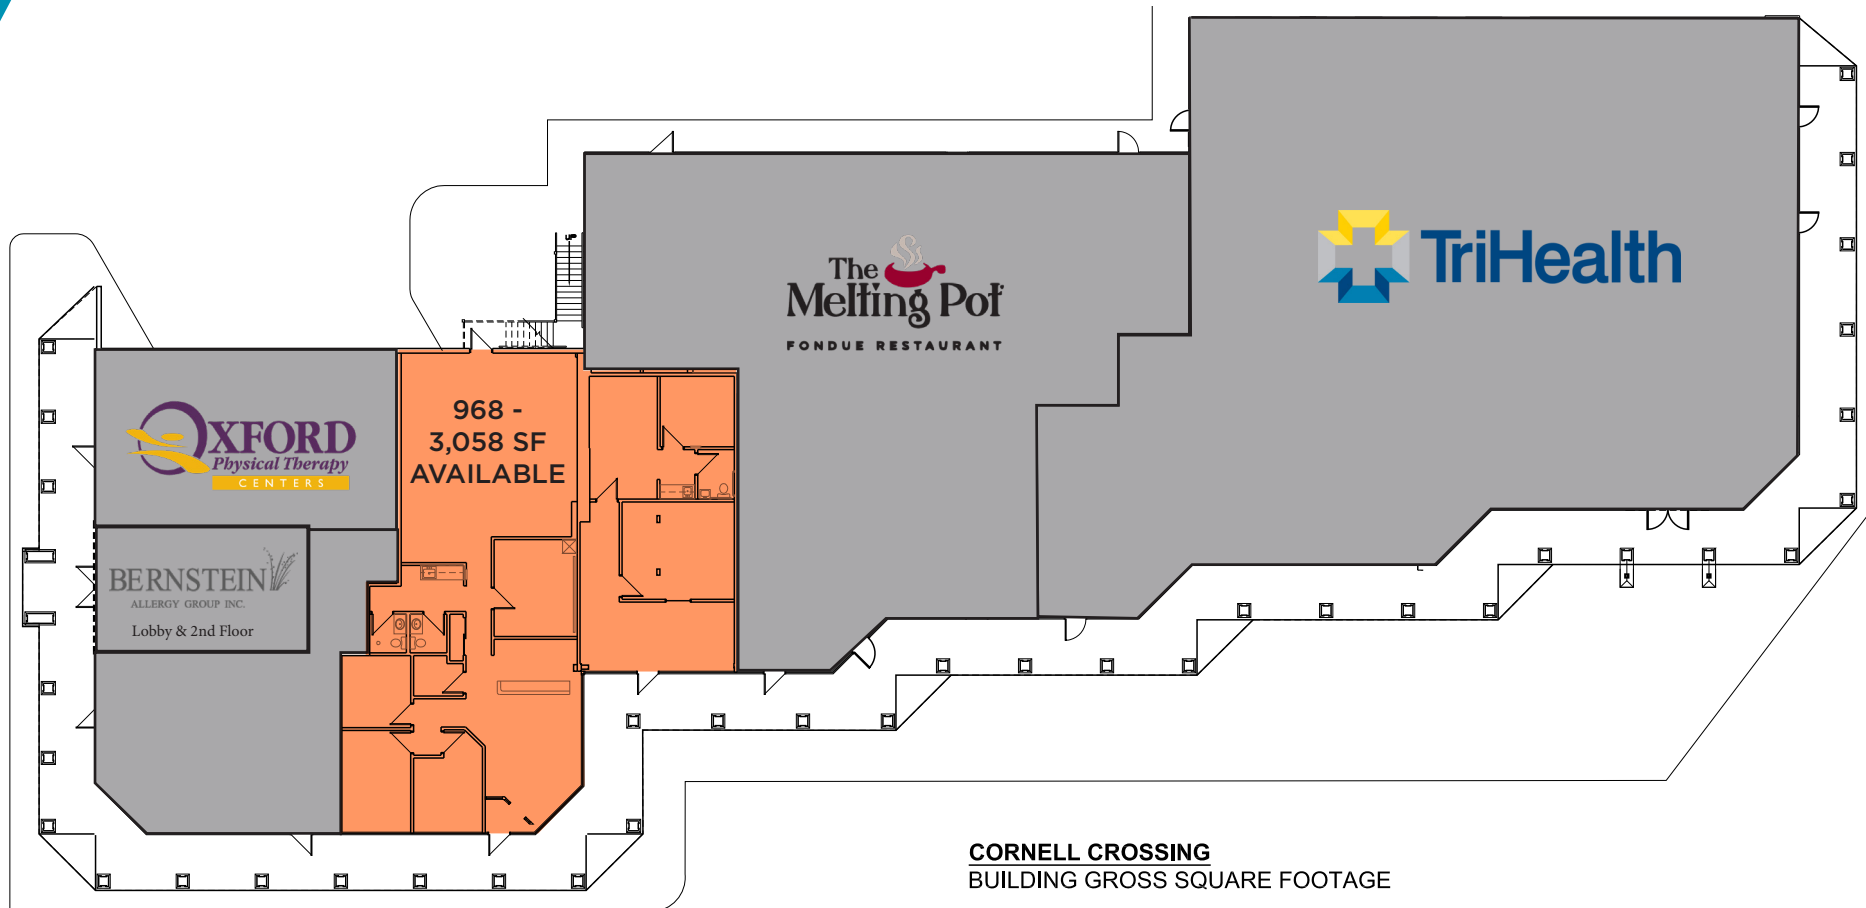 UP
TriHealth
The
Melting Pot
FONDUE RESTAURANT
OXFORD
Physical Therapy
CENTERS
968 -
3,058 SF
AVAILABLE
BERNSTEIN
ALLERGY GROUP INC.
Lobby & 2nd Floor
CORNELL CROSSING
BUILDING GROSS SQUARE FOOTAGE